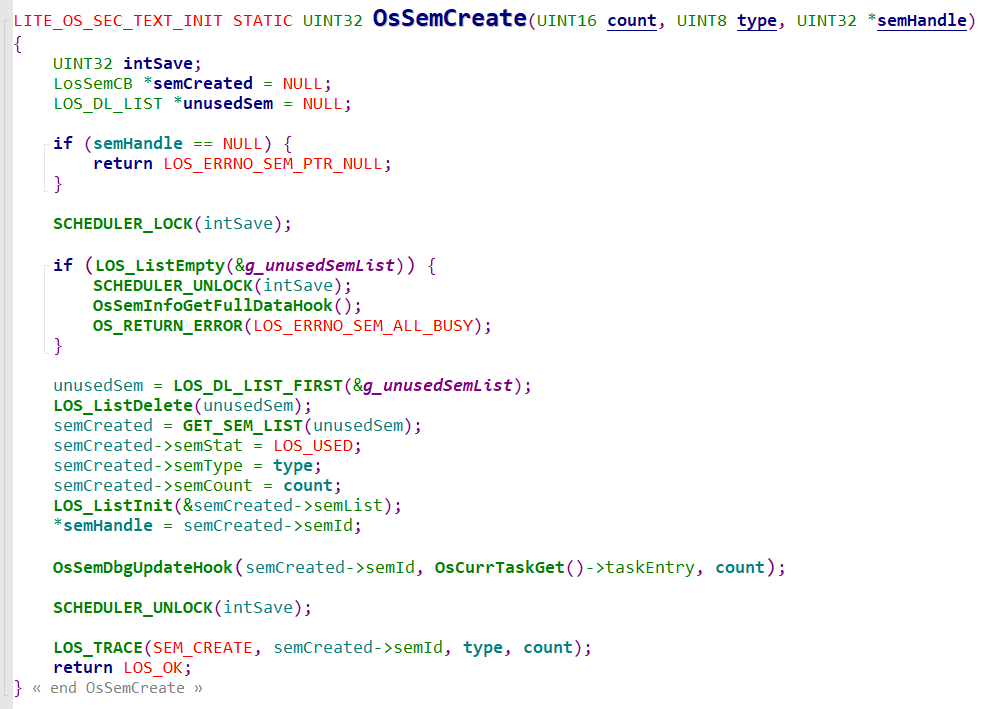 LITE_OS_SEC_TEXT_INIT STATIC UINT32 OsSemCreate(UINT16 count, UINT8 type, UINT32 *semHandle)
{
    UINT32 intSave;
    LosSemCB *semCreated = NULL;
    LOS_DL_LIST *unusedSem = NULL;

    if (semHandle == NULL) {
        return LOS_ERRNO_SEM_PTR_NULL;
    }

    SCHEDULER_LOCK(intSave);

    if (LOS_ListEmpty(&g_unusedSemList)) {
        SCHEDULER_UNLOCK(intSave);
        OsSemInfoGetFullDataHook();
        OS_RETURN_ERROR(LOS_ERRNO_SEM_ALL_BUSY);
    }

    unusedSem = LOS_DL_LIST_FIRST(&g_unusedSemList);
    LOS_ListDelete(unusedSem);
    semCreated = GET_SEM_LIST(unusedSem);
    semCreated->semStat = LOS_USED;
    semCreated->semType = type;
    semCreated->semCount = count;
    LOS_ListInit(&semCreated->semList);
    *semHandle = semCreated->semId;

    OsSemDbgUpdateHook(semCreated->semId, OsCurrTaskGet()->taskEntry, count);

    SCHEDULER_UNLOCK(intSave);

    LOS_TRACE(SEM_CREATE, semCreated->semId, type, count);
    return LOS_OK;
} « end OsSemCreate »